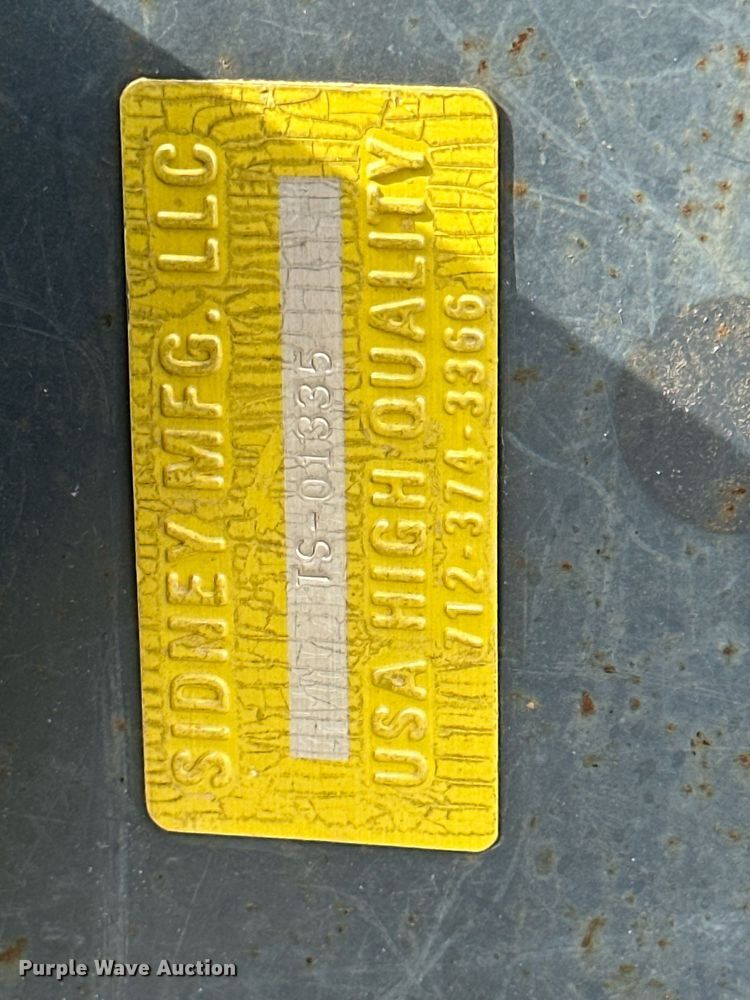 SIDNEY MFG. LLC
TS-01335
USA HIGH QUALITY
712-374-3366
Purple Wave Auction